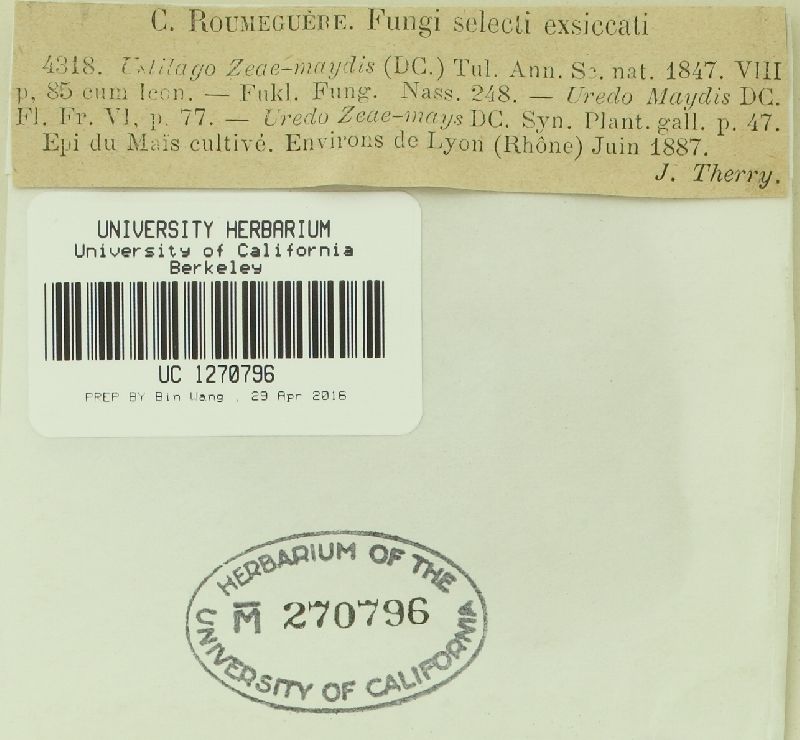 C. ROUMEGUÈRE. Fungi selecti exsiccati
4318. Ustilago Zeae-maydis (DC.) Tul. Ann. Sc. nat. 1847. VIII
p, 85 cum Icon. — Fukl. Fung. Nass. 248. — Uredo Maydis DC.
Fl. Fr. VI, p. 77. — Uredo Zeae-mays DC. Syn. Plant. gall. p. 47.
Epi du Maïs cultivé. Environs de Lyon (Rhône) Juin 1887.
J. Therry.
UNIVERSITY HERBARIUM
University of California
Berkeley
UC 1270796
PREP BY Bin Wang , 29 Apr 2016
HERBARIUM OF THE
M̅ 270796
UNIVERSITY OF CALIFORNIA